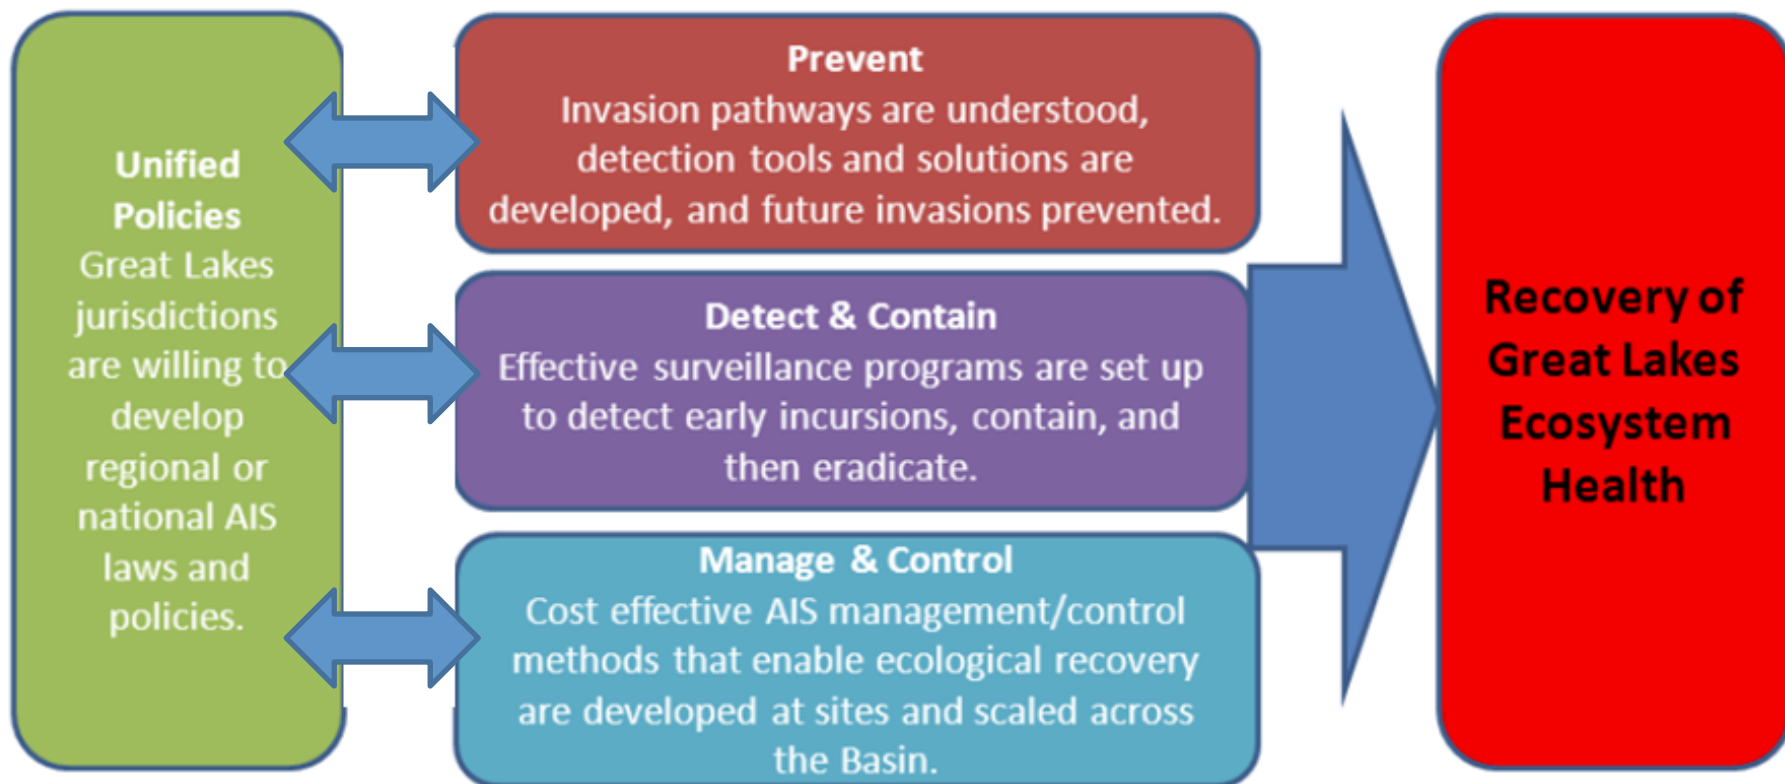 Unified
Policies
Great Lakes
jurisdictions
are willing to
develop
regional or
national AIS
laws and
policies.
Prevent
Invasion pathways are understood,
detection tools and solutions are
developed, and future invasions prevented.
Detect & Contain
Effective surveillance programs are set up
to detect early incursions, contain, and
then eradicate.
Manage & Control
Cost effective AIS management/control
methods that enable ecological recovery
are developed at sites and scaled across
the Basin.
Recovery of
Great Lakes
Ecosystem
Health